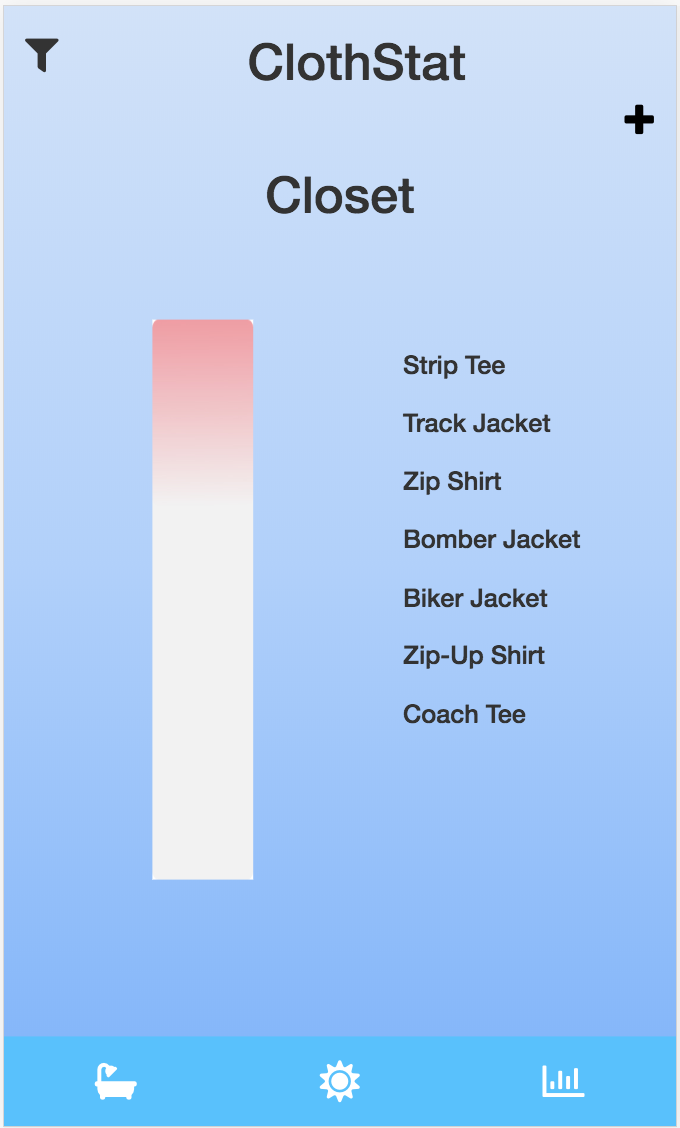 ClothStat
Closet
Strip Tee
Track Jacket
Zip Shirt
Bomber Jacket
Biker Jacket
Zip-Up Shirt
Coach Tee